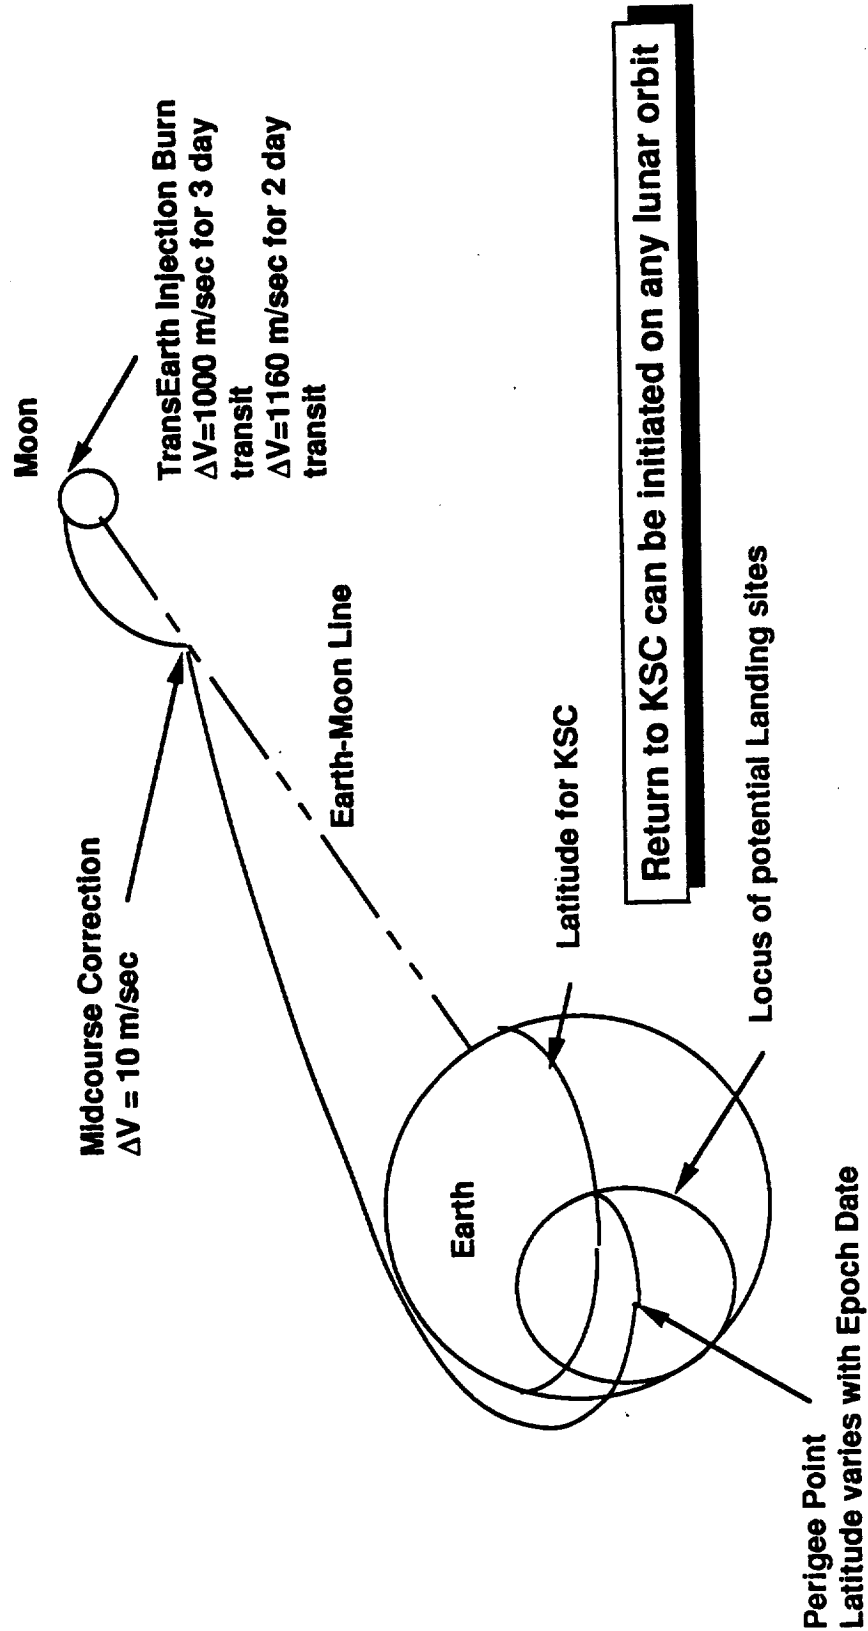 Moon
TransEarth Injection Burn
ΔV=1000 m/sec for 3 day
transit
ΔV=1160 m/sec for 2 day
transit
Midcourse Correction
ΔV = 10 m/sec
Earth-Moon Line
Earth
Latitude for KSC
Return to KSC can be initiated on any lunar orbit
Locus of potential Landing sites
Perigee Point
Latitude varies with Epoch Date